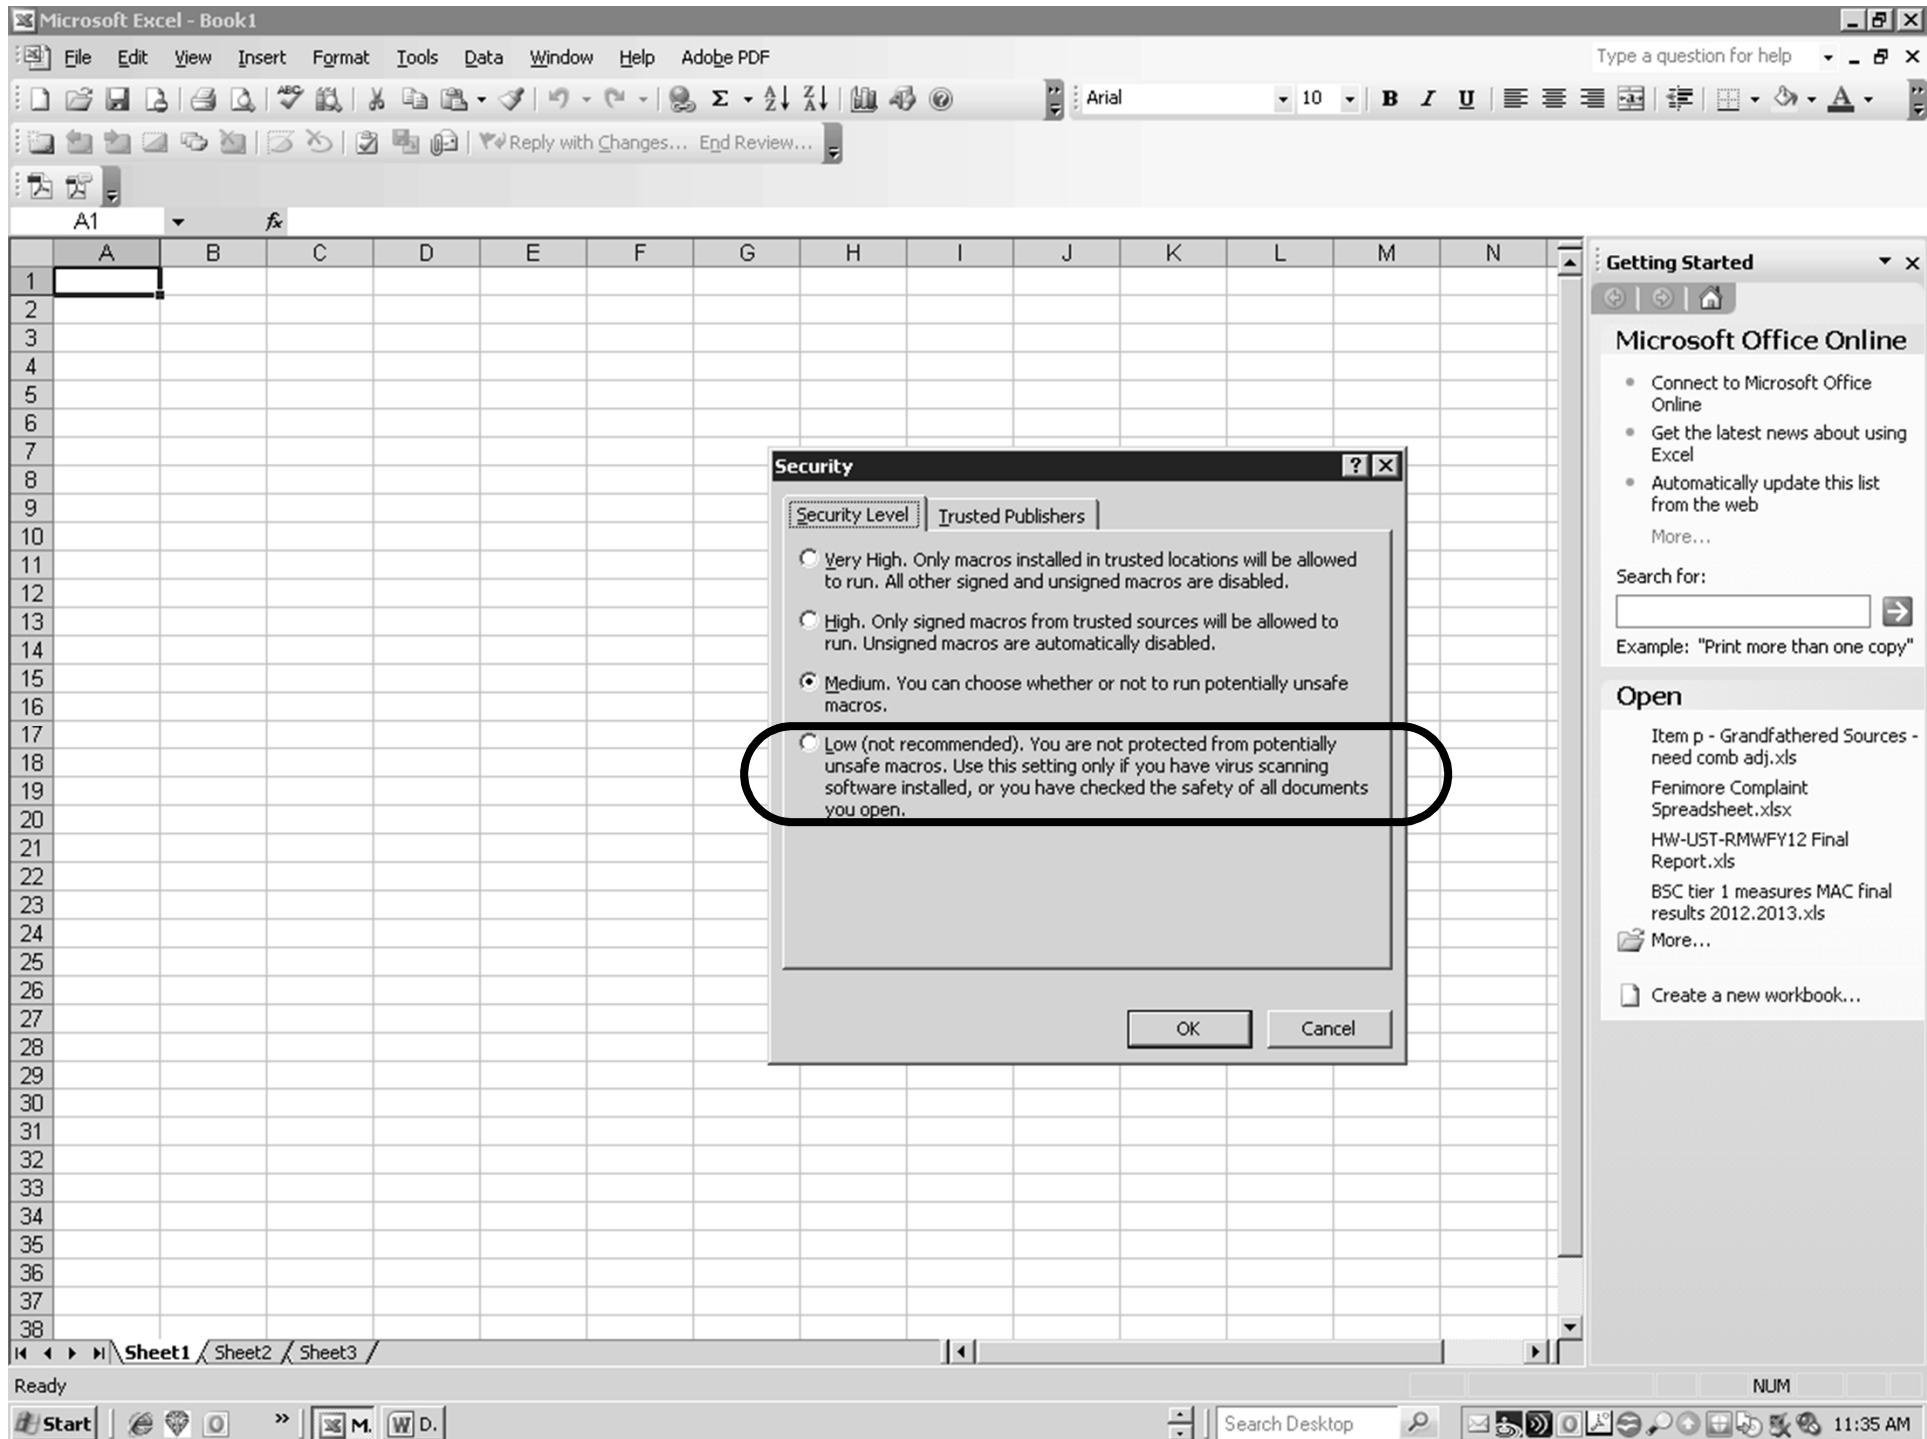 Microsoft Excel - Book1
File Edit View Insert Format Tools Data Window Help Adobe PDF
Type a question for help
Arial 10 B I U
Reply with Changes... End Review...
A1 fx
A B C D E F G H I J K L M N
1
2
3
4
5
6
7
8
9
10
11
12
13
14
15
16
17
18
19
20
21
22
23
24
25
26
27
28
29
30
31
32
33
34
35
36
37
38
Security
Security Level Trusted Publishers
Very High. Only macros installed in trusted locations will be allowed
to run. All other signed and unsigned macros are disabled.
High. Only signed macros from trusted sources will be allowed to
run. Unsigned macros are automatically disabled.
Medium. You can choose whether or not to run potentially unsafe
macros.
Low (not recommended). You are not protected from potentially
unsafe macros. Use this setting only if you have virus scanning
software installed, or you have checked the safety of all documents
you open.
OK Cancel
Getting Started
Microsoft Office Online
Connect to Microsoft Office
Online
Get the latest news about using
Excel
Automatically update this list
from the web
More...
Search for:
Example: "Print more than one copy"
Open
Item p - Grandfathered Sources -
need comb adj.xls
Fenimore Complaint
Spreadsheet.xlsx
HW-UST-RMWFY12 Final
Report.xls
BSC tier 1 measures MAC final
results 2012.2013.xls
More...
Create a new workbook...
Sheet1 Sheet2 Sheet3
Ready NUM
Start M. D. Search Desktop 11:35 AM